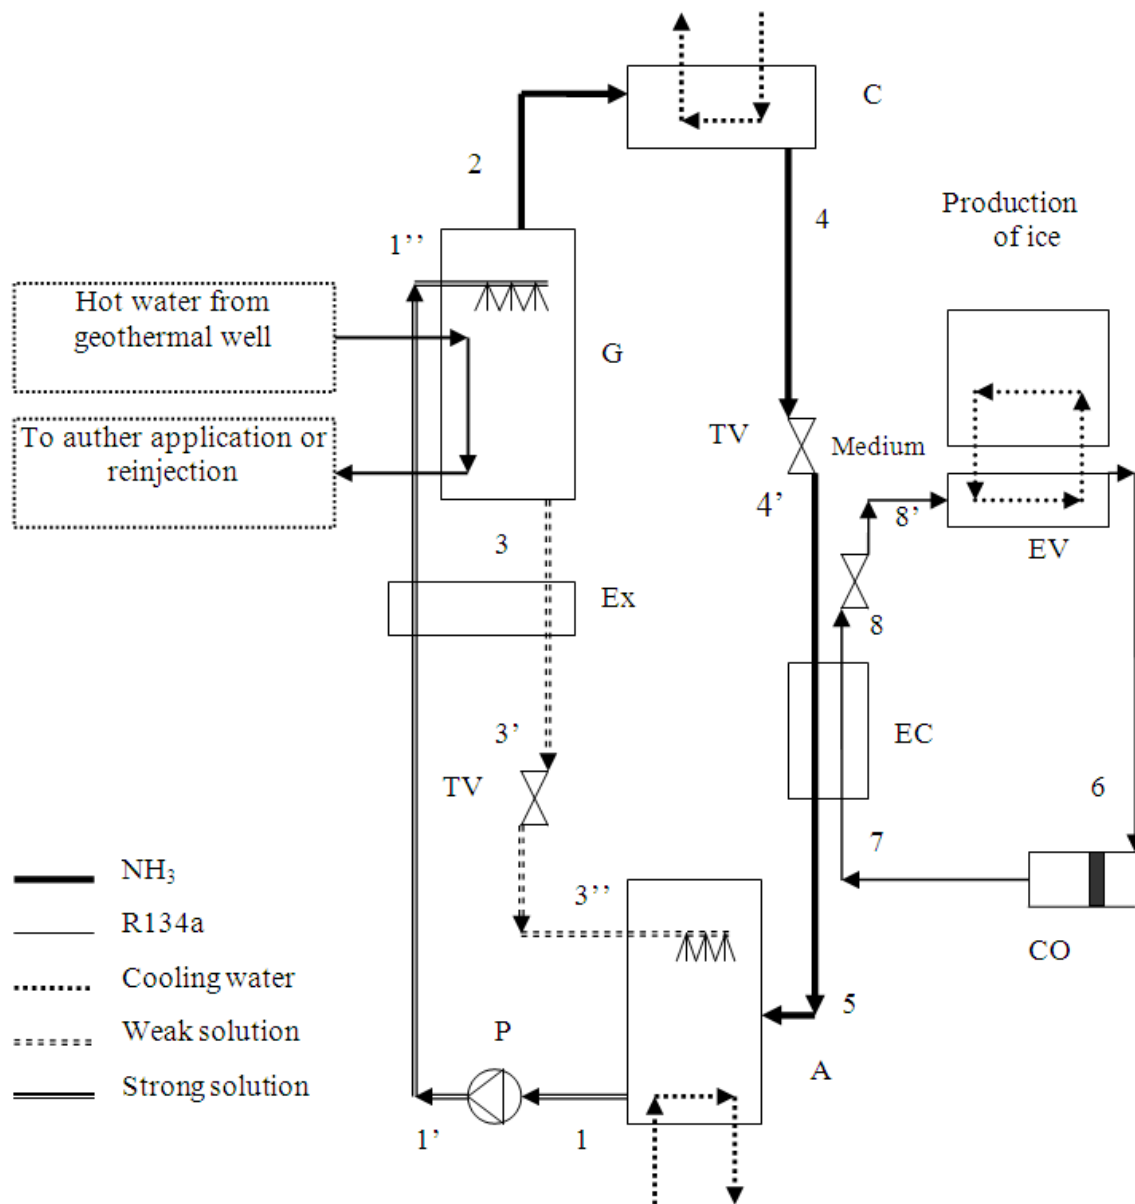 C
2
4
Production
of ice
1’’
Hot water from
geothermal well
G
To auther application or
reinjection
TV
Medium
4’
8’
EV
3
Ex
8
3’
EC
TV
6
7
NH₃
3’’
R134a
CO
Cooling water
5
Weak solution
P
A
Strong solution
1’
1